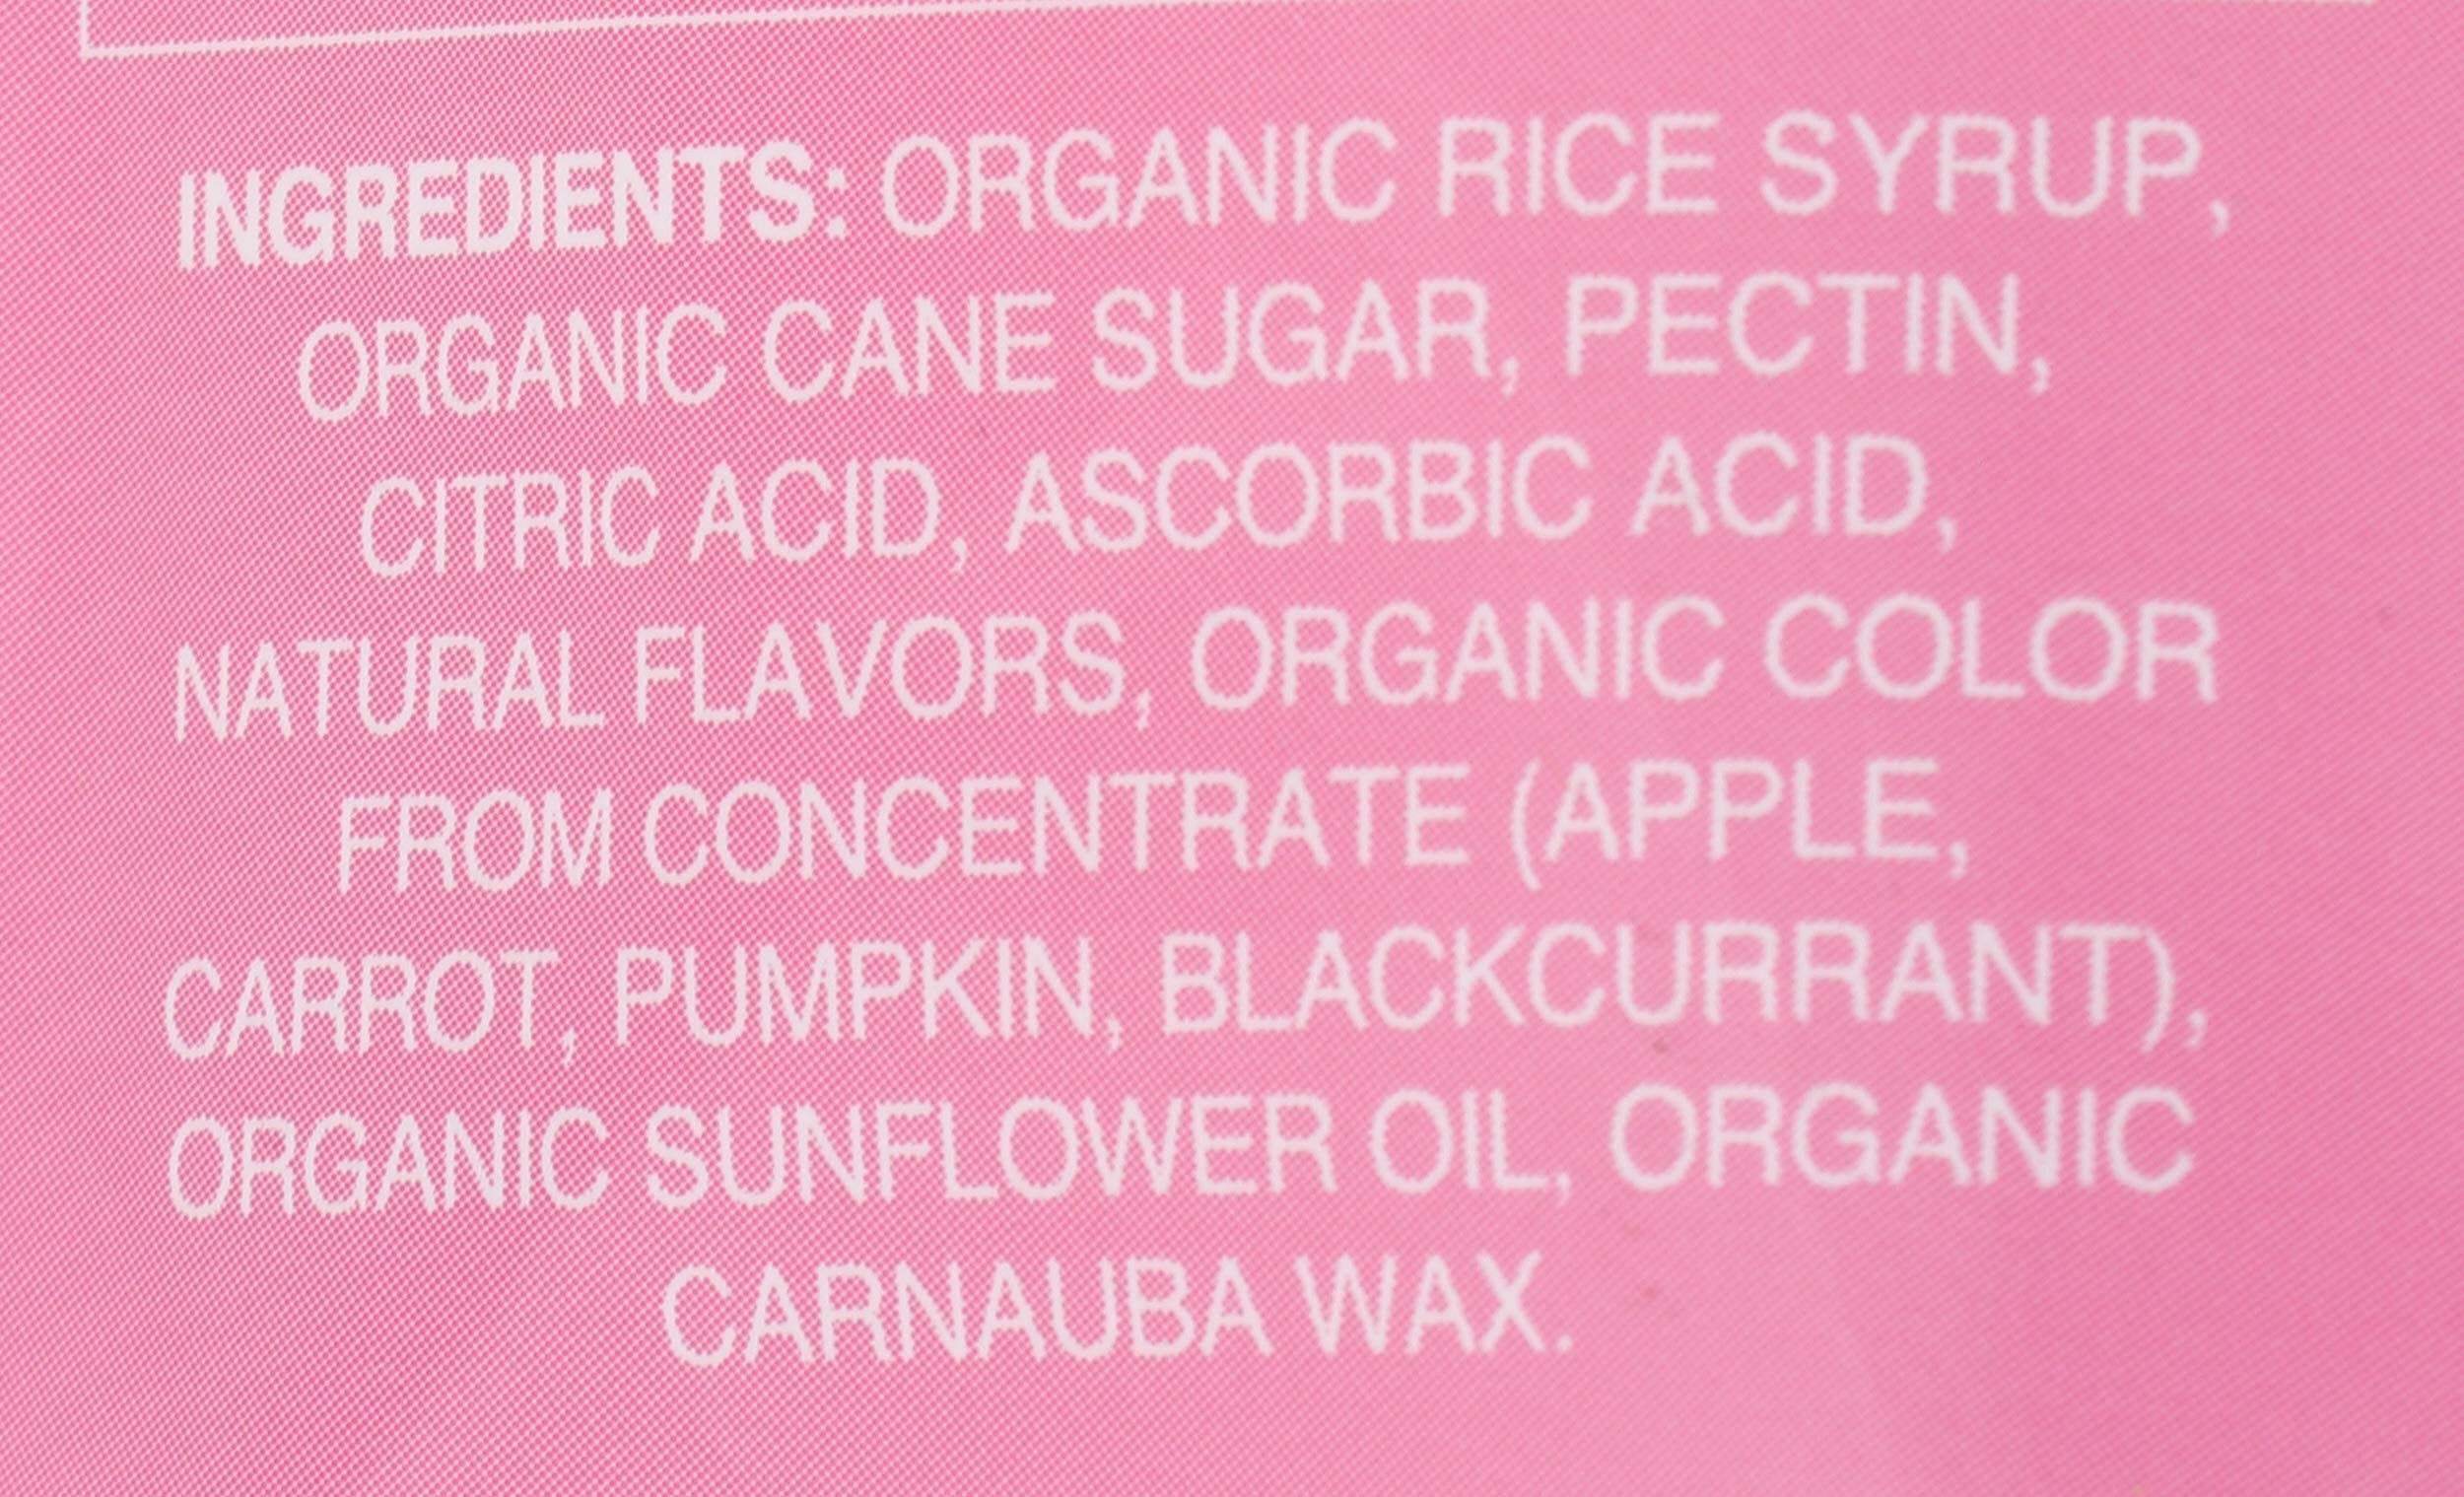 INGREDIENTS: ORGANIC RICE SYRUP,
ORGANIC CANE SUGAR, PECTIN,
CITRIC ACID, ASCORBIC ACID,
NATURAL FLAVORS, ORGANIC COLOR
FROM CONCENTRATE (APPLE,
CARROT, PUMPKIN, BLACKCURRANT),
ORGANIC SUNFLOWER OIL, ORGANIC
CARNAUBA WAX.